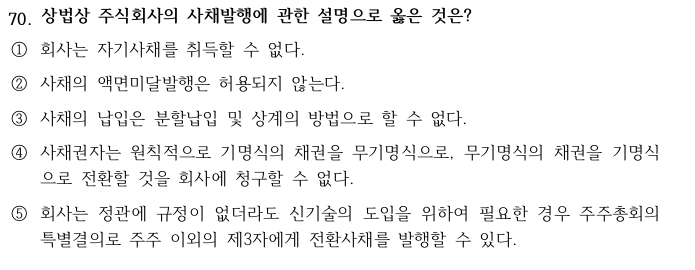 70. 상법상 주식회사의 사채발행에 관한 설명으로 옳은 것은?
① 회사는 자기사채를 취득할 수 없다.
② 사채의 액면미달발행은 허용되지 않는다.
③ 사채의 납입은 분할납입 및 상계의 방법으로 할 수 없다.
④ 사채권자는 원칙적으로 기명식의 채권을 무기명식으로, 무기명식의 채권을 기명식
으로 전환할 것을 회사에 청구할 수 없다.
⑤ 회사는 정관에 규정이 없더라도 신기술의 도입을 위하여 필요한 경우 주주총회의
특별결의로 주주 이외의 제3자에게 전환사채를 발행할 수 있다.